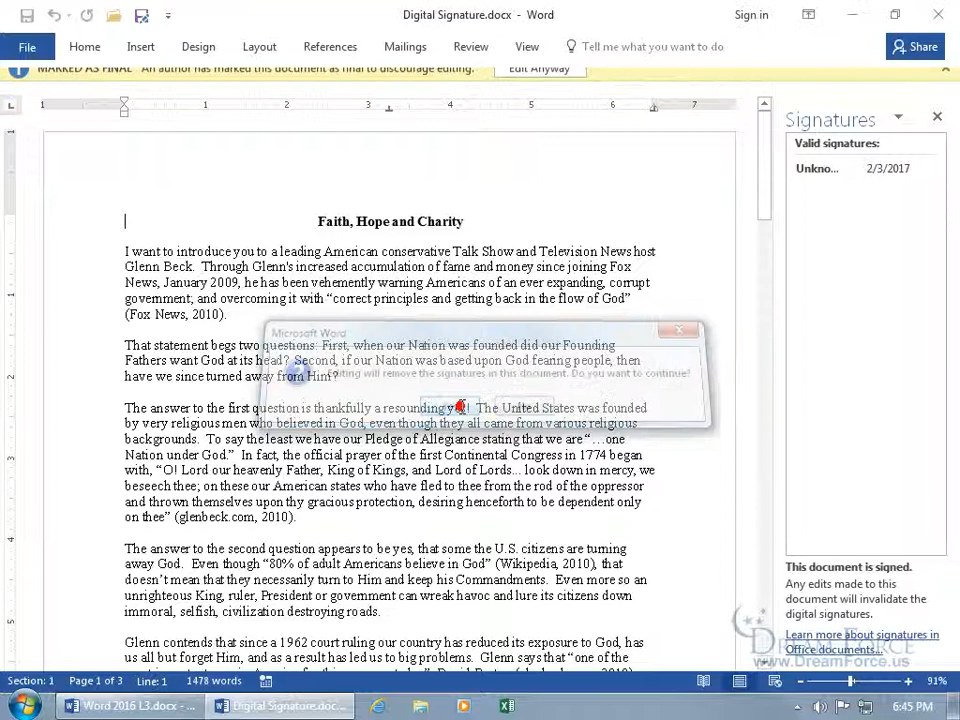 Digital Signature.docx - Word
Sign in
File Home Insert Design Layout References Mailings Review View Tell me what you want to do Share
MARKED AS FINAL An author has marked this document as final to discourage editing. Edit Anyway
1 1 2 3 4 5 6 7
Signatures
Valid signatures:
Unkno... 2/3/2017
Faith, Hope and Charity
I want to introduce you to a leading American conservative Talk Show and Television News host
Glenn Beck. Through Glenn's increased accumulation of fame and money since joining Fox
News, January 2009, he has been vehemently warning Americans of an ever expanding, corrupt
government; and overcoming it with “correct principles and getting back in the flow of God”
(Fox News, 2010).
Microsoft Word
That statement begs two questions: First, when our Nation was founded did our Founding
Fathers want God at its head? Second, if our Nation was based upon God fearing people, then
have we since turned away from Him?
Editing will remove the signatures in this document. Do you want to continue?
The answer to the first question is thankfully a resounding The United States was founded
by very religious men who believed in God, even though they all came from various religious
backgrounds. To say the least we have our Pledge of Allegiance stating that we are “…one
Nation under God.” In fact, the official prayer of the first Continental Congress in 1774 began
with, “O! Lord our heavenly Father, King of Kings, and Lord of Lords... look down in mercy, we
beseech thee; on these our American states who have fled to thee from the rod of the oppressor
and thrown themselves upon thy gracious protection, desiring henceforth to be dependent only
on thee” (glenbeck.com, 2010).
The answer to the second question appears to be yes, that some the U.S. citizens are turning
away God. Even though “80% of adult Americans believe in God” (Wikipedia, 2010), that
doesn’t mean that they necessarily turn to Him and keep his Commandments. Even more so an
unrighteous King, ruler, President or government can wreak havoc and lure its citizens down
immoral, selfish, civilization destroying roads.
Glenn contends that since a 1962 court ruling our country has reduced its exposure to God, has
us all but forget Him, and as a result has led us to big problems. Glenn says that “one of the
This document is signed.
Any edits made to this
document will invalidate the
digital signatures.
Learn more about signatures in
Office documents...
DREAM FORCE
www.DreamForce.us
Section: 1 Page 1 of 3 Line: 1 1478 words 91%
Word 2016 L3.docx - ... Digital Signature.doc... 6:45 PM